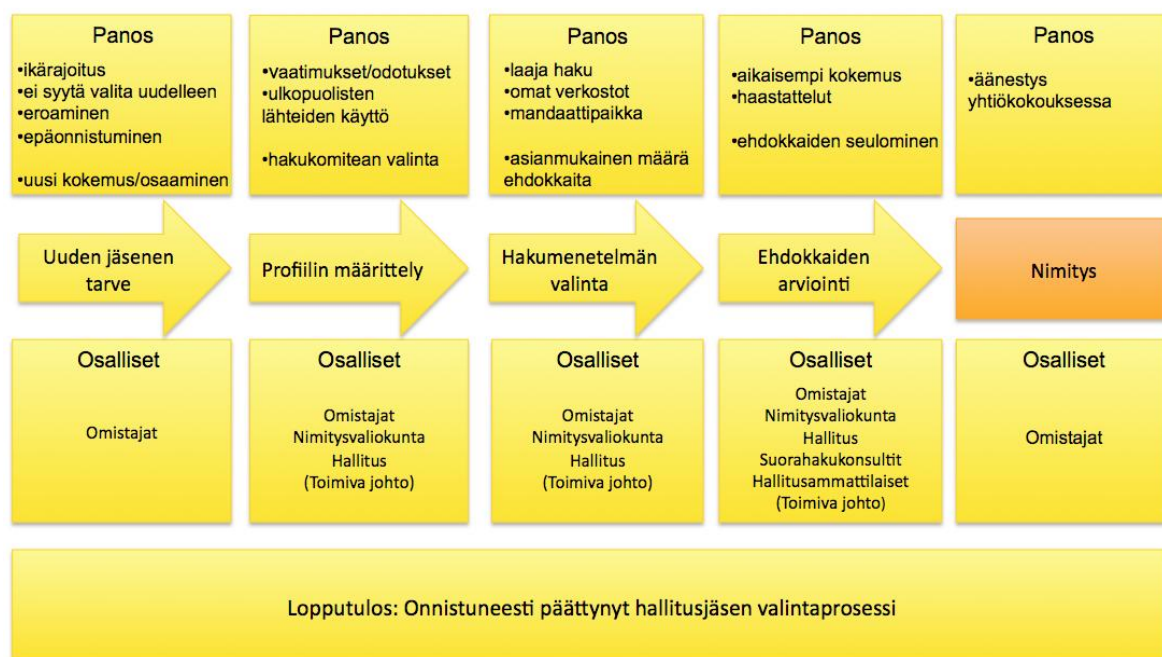 Panos
•ikärajoitus
•ei syytä valita uudelleen
•eroaminen
•epäonnistuminen
•uusi kokemus/osaaminen
Panos
•vaatimukset/odotukset
•ulkopuolisten
lähteiden käyttö
•hakukomitean valinta
Panos
•laaja haku
•omat verkostot
•mandaattipaikka
•asianmukainen määrä
ehdokkaita
Panos
•aikaisempi kokemus
•haastattelut
•ehdokkaiden seulominen
Panos
•äänestys
yhtiökokouksessa
Uuden jäsenen
tarve
Profiilin määrittely
Hakumenetelmän
valinta
Ehdokkaiden
arviointi
Nimitys
Osalliset
Omistajat
Osalliset
Omistajat
Nimitysvaliokunta
Hallitus
(Toimiva johto)
Osalliset
Omistajat
Nimitysvaliokunta
Hallitus
(Toimiva johto)
Osalliset
Omistajat
Nimitysvaliokunta
Hallitus
Suorahakukonsultit
Hallitusammattilaiset
(Toimiva johto)
Osalliset
Omistajat
Lopputulos: Onnistuneesti päättynyt hallitusjäsen valintaprosessi